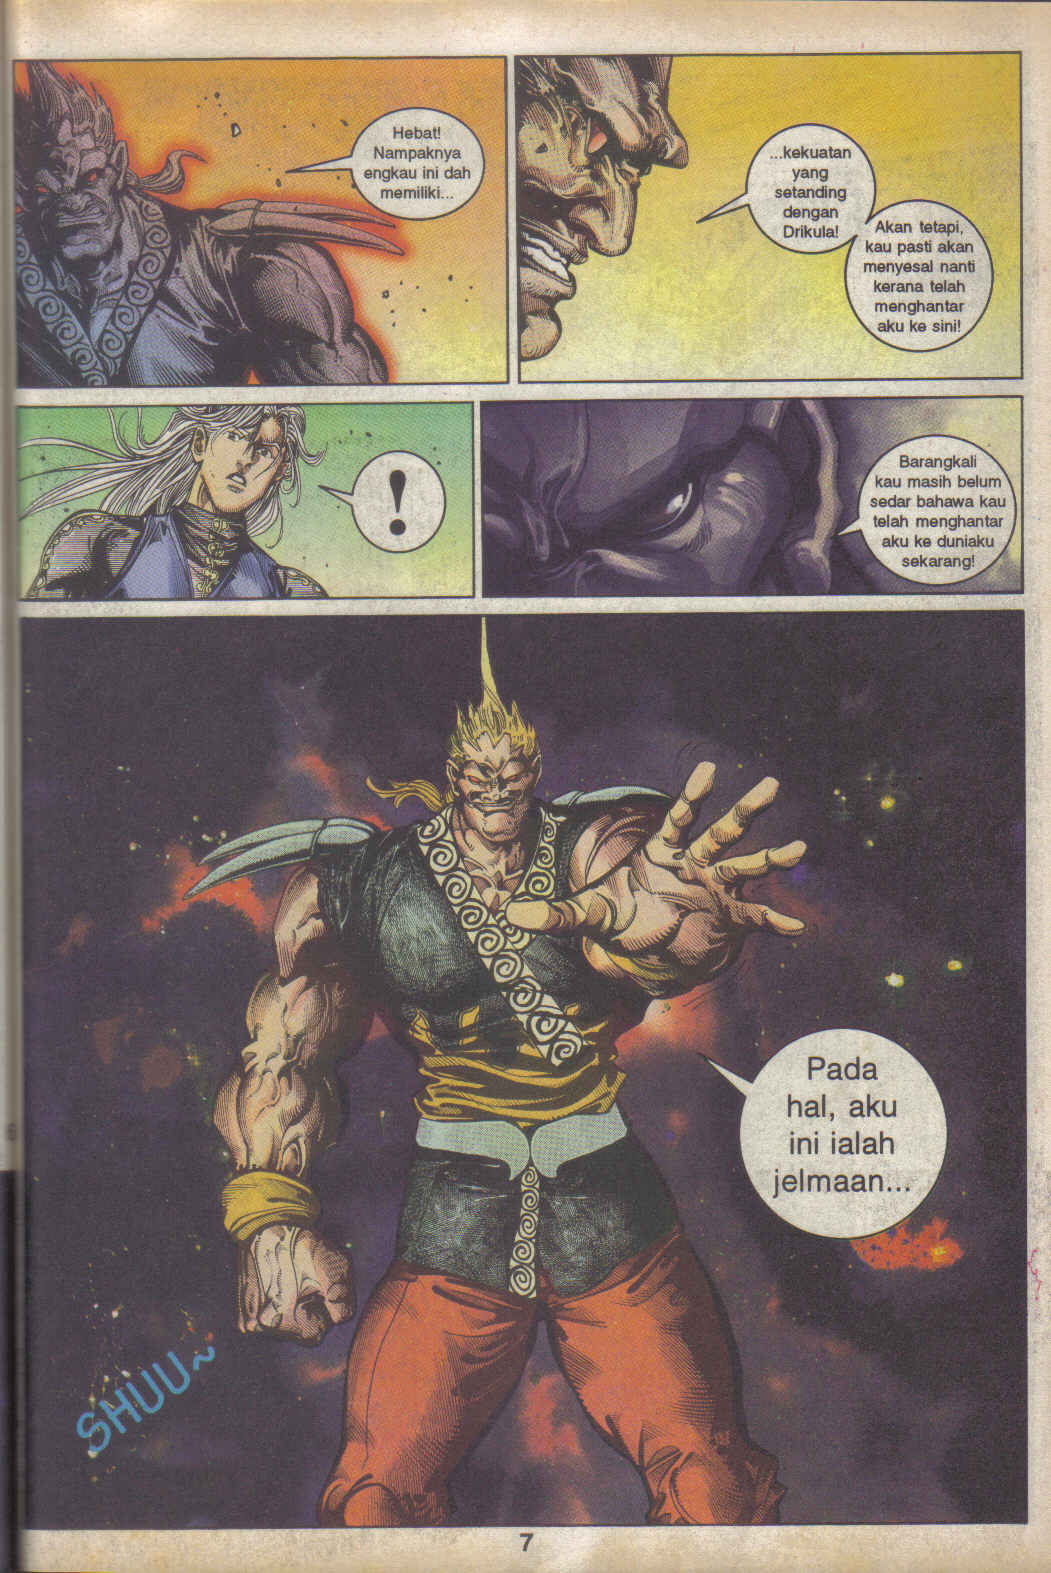 Hebat!
Nampaknya
engkau ini dah
memiliki...
...kekuatan
yang
setanding
dengan
Drikula!
Akan tetapi,
kau pasti akan
menyesal nanti
kerana telah
menghantar
aku ke sini!
!
Barangkali
kau masih belum
sedar bahawa kau
telah menghantar
aku ke duniaku
sekarang!
Pada
hal, aku
ini ialah
jelmaan...
SHUU~
7